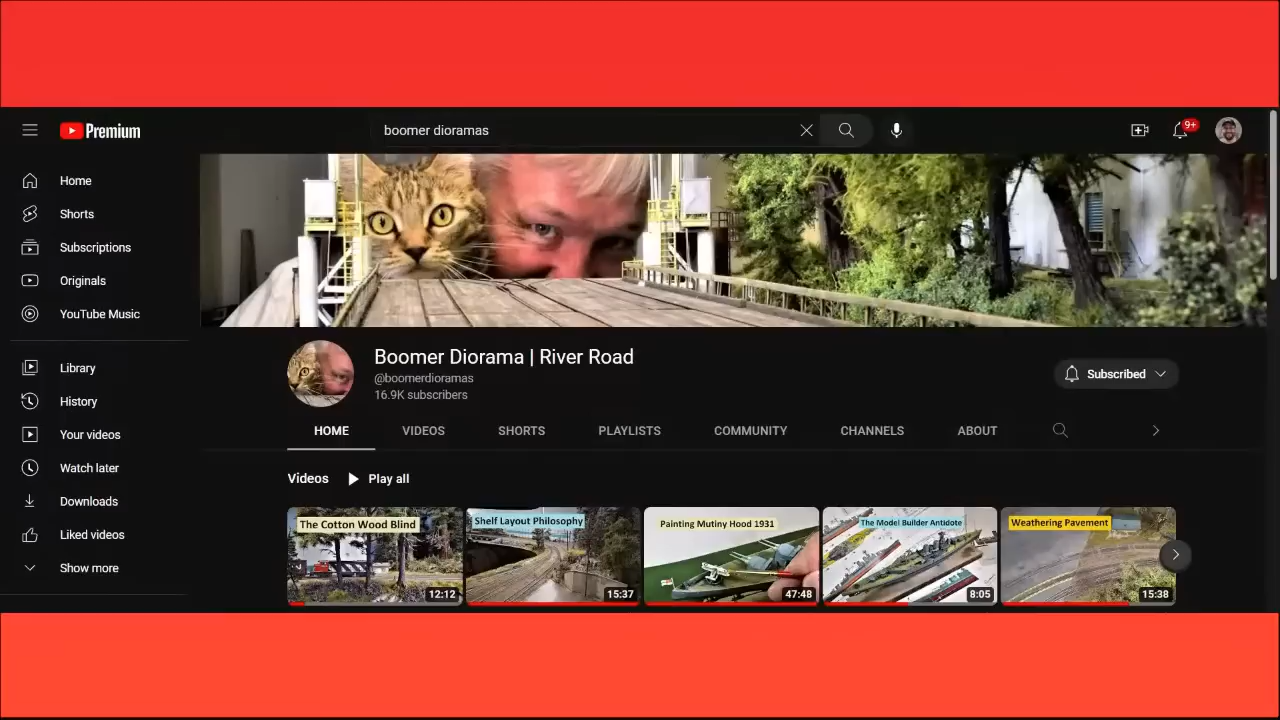 Premium
boomer dioramas
9+
Home
Shorts
Subscriptions
Originals
YouTube Music
Library
History
Your videos
Watch later
Downloads
Liked videos
Show more
Boomer Diorama | River Road
@boomerdioramas
16.9K subscribers
Subscribed
HOME VIDEOS SHORTS PLAYLISTS COMMUNITY CHANNELS ABOUT
Videos Play all
The Cotton Wood Blind
12:12
Shelf Layout Philosophy
15:37
Painting Mutiny Hood 1931
47:48
The Model Builder Antidote
8:05
Weathering Pavement
15:38